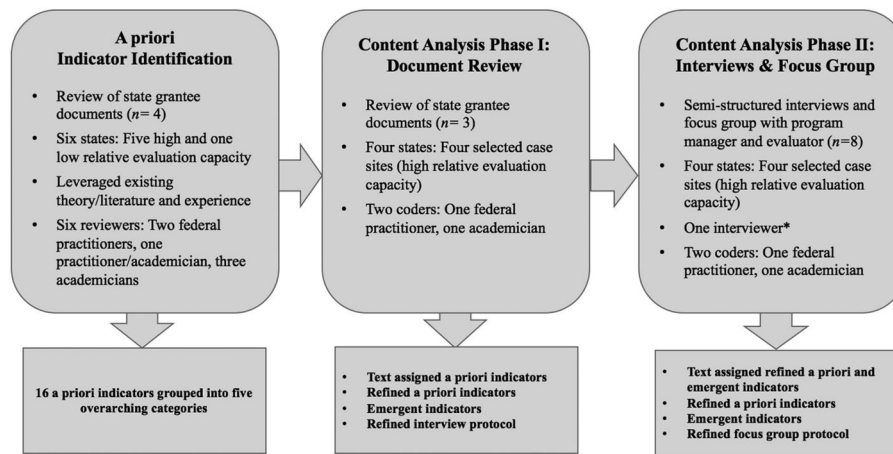 A priori
Indicator Identification
• Review of state grantee
documents (n= 4)
• Six states: Five high and one
low relative evaluation capacity
• Leveraged existing
theory/literature and experience
• Six reviewers: Two federal
practitioners, one
practitioner/academician, three
academicians
16 a priori indicators grouped into five
overarching categories
Content Analysis Phase I:
Document Review
• Review of state grantee
documents (n= 3)
• Four states: Four selected case
sites (high relative evaluation
capacity)
• Two coders: One federal
practitioner, one academician
• Text assigned a priori indicators
• Refined a priori indicators
• Emergent indicators
• Refined interview protocol
Content Analysis Phase II:
Interviews & Focus Group
• Semi-structured interviews and
focus group with program
manager and evaluator (n=8)
• Four states: Four selected case
sites (high relative evaluation
capacity)
• One interviewer*
• Two coders: One federal
practitioner, one academician
• Text assigned refined a priori and
emergent indicators
• Refined a priori indicators
• Emergent indicators
• Refined focus group protocol